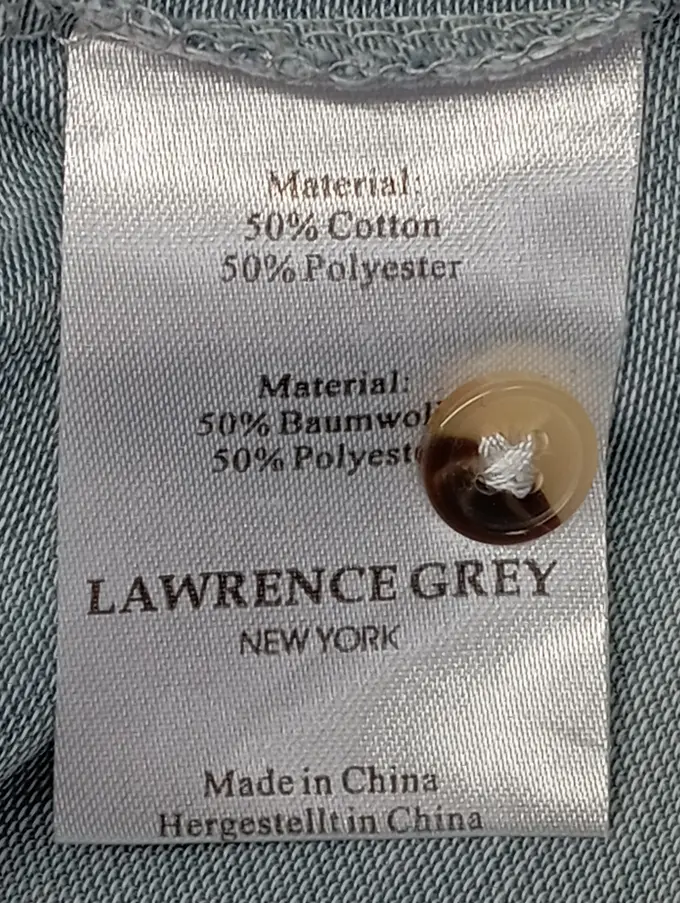 Material:
50% Cotton
50% Polyester
Material:
50% Baumwol
50% Polyest
LAWRENCE GREY
NEW YORK
Made in China
Hergestellt in China